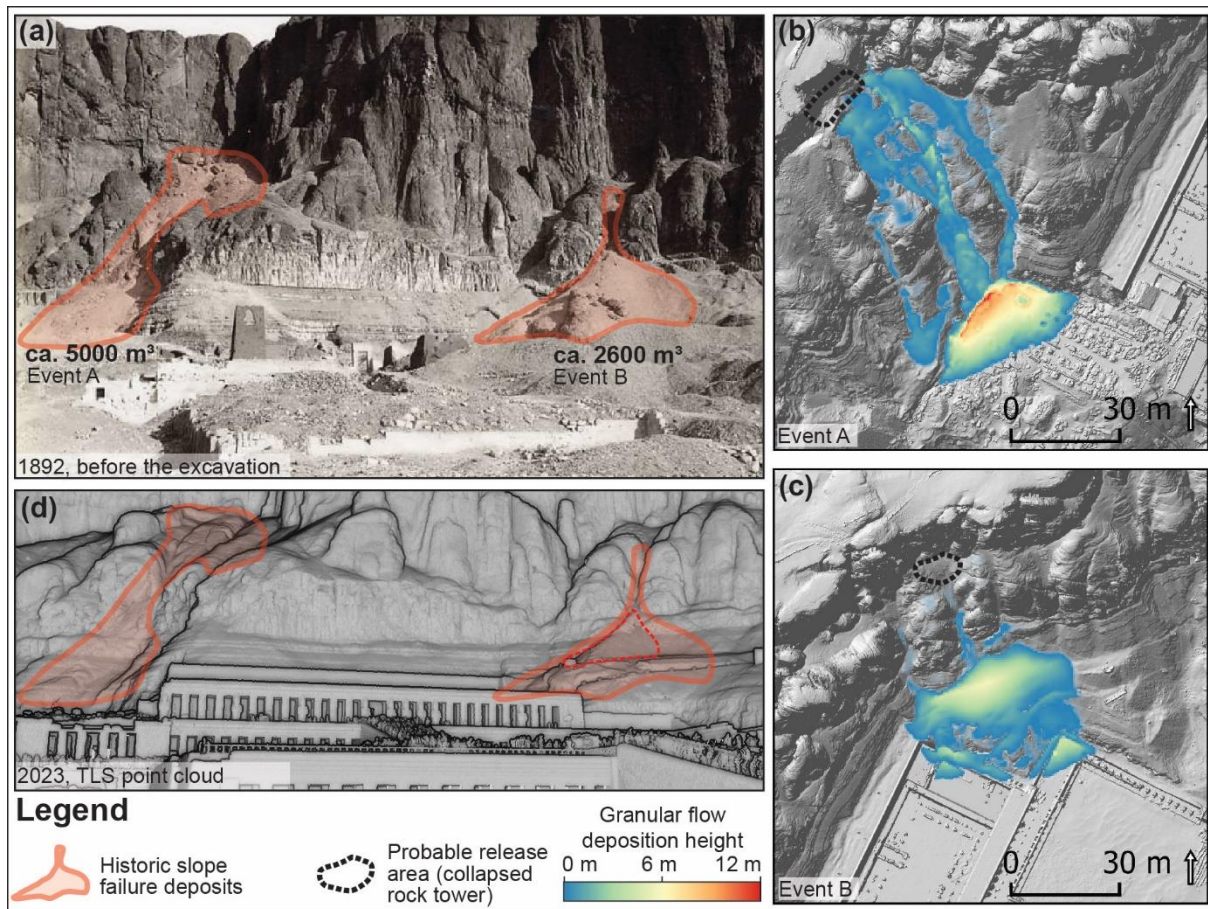 (a)
ca. 5000 m³
Event A
ca. 2600 m³
Event B
1892, before the excavation
(b)
0 30 m
Event A
(d)
2023, TLS point cloud
(c)
0 30 m
Event B
Legend
Historic slope
failure deposits
Probable release
area (collapsed
rock tower)
Granular flow
deposition height
0 m 6 m 12 m